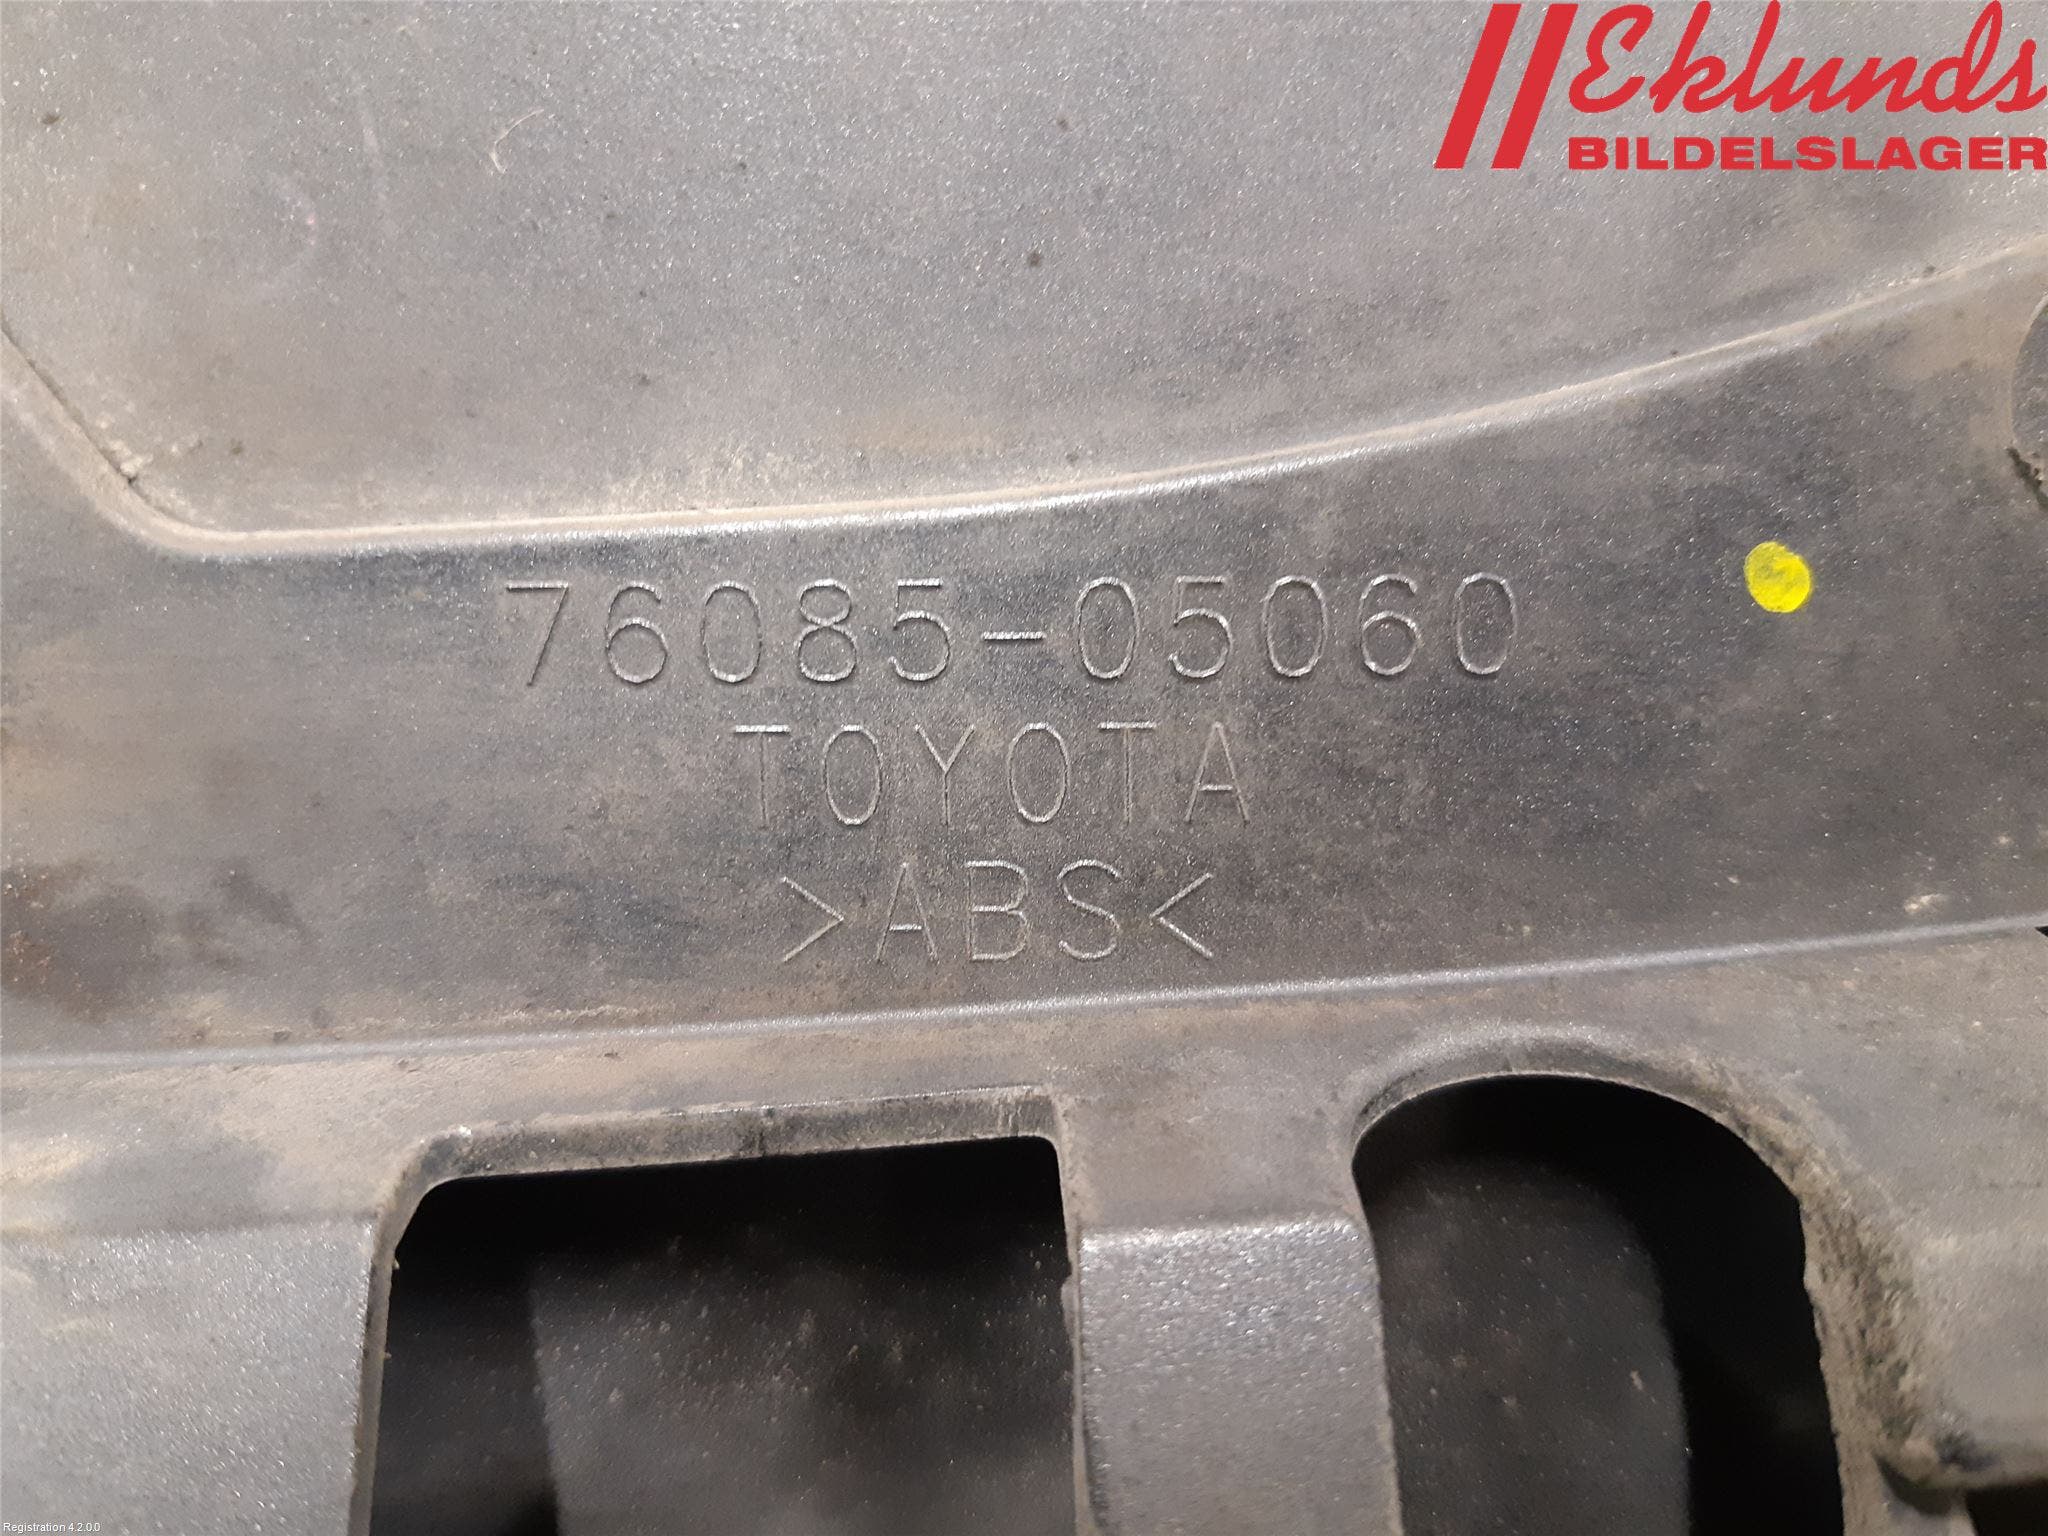 Eklunds
BILDELSLAGER
76085-05060
TOYOTA
>ABS<
Registration 4.2.0.0